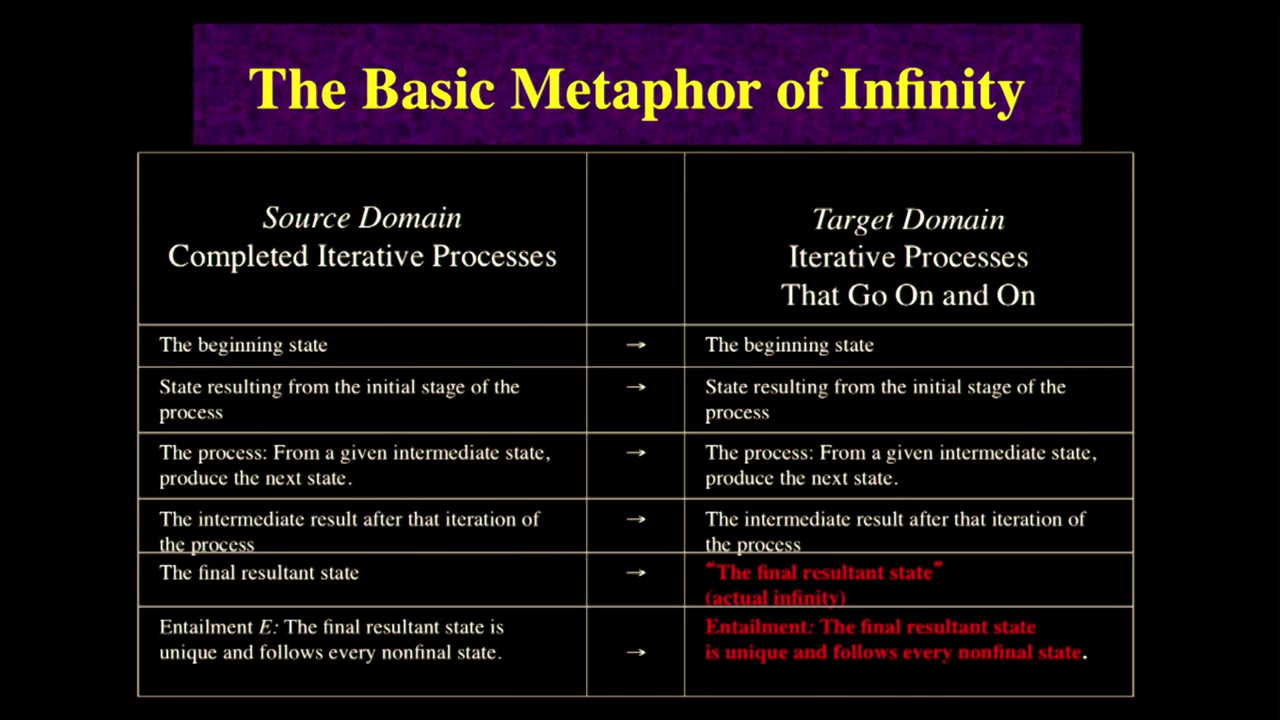 The Basic Metaphor of Infinity
Source Domain
Completed Iterative Processes
Target Domain
Iterative Processes
That Go On and On
The beginning state
→
The beginning state
State resulting from the initial stage of the
process
→
State resulting from the initial stage of the
process
The process: From a given intermediate state,
produce the next state.
→
The process: From a given intermediate state,
produce the next state.
The intermediate result after that iteration of
the process
→
The intermediate result after that iteration of
the process
The final resultant state
→
“The final resultant state”
(actual infinity)
Entailment E: The final resultant state is
unique and follows every nonfinal state.
→
Entailment: The final resultant state
is unique and follows every nonfinal state.